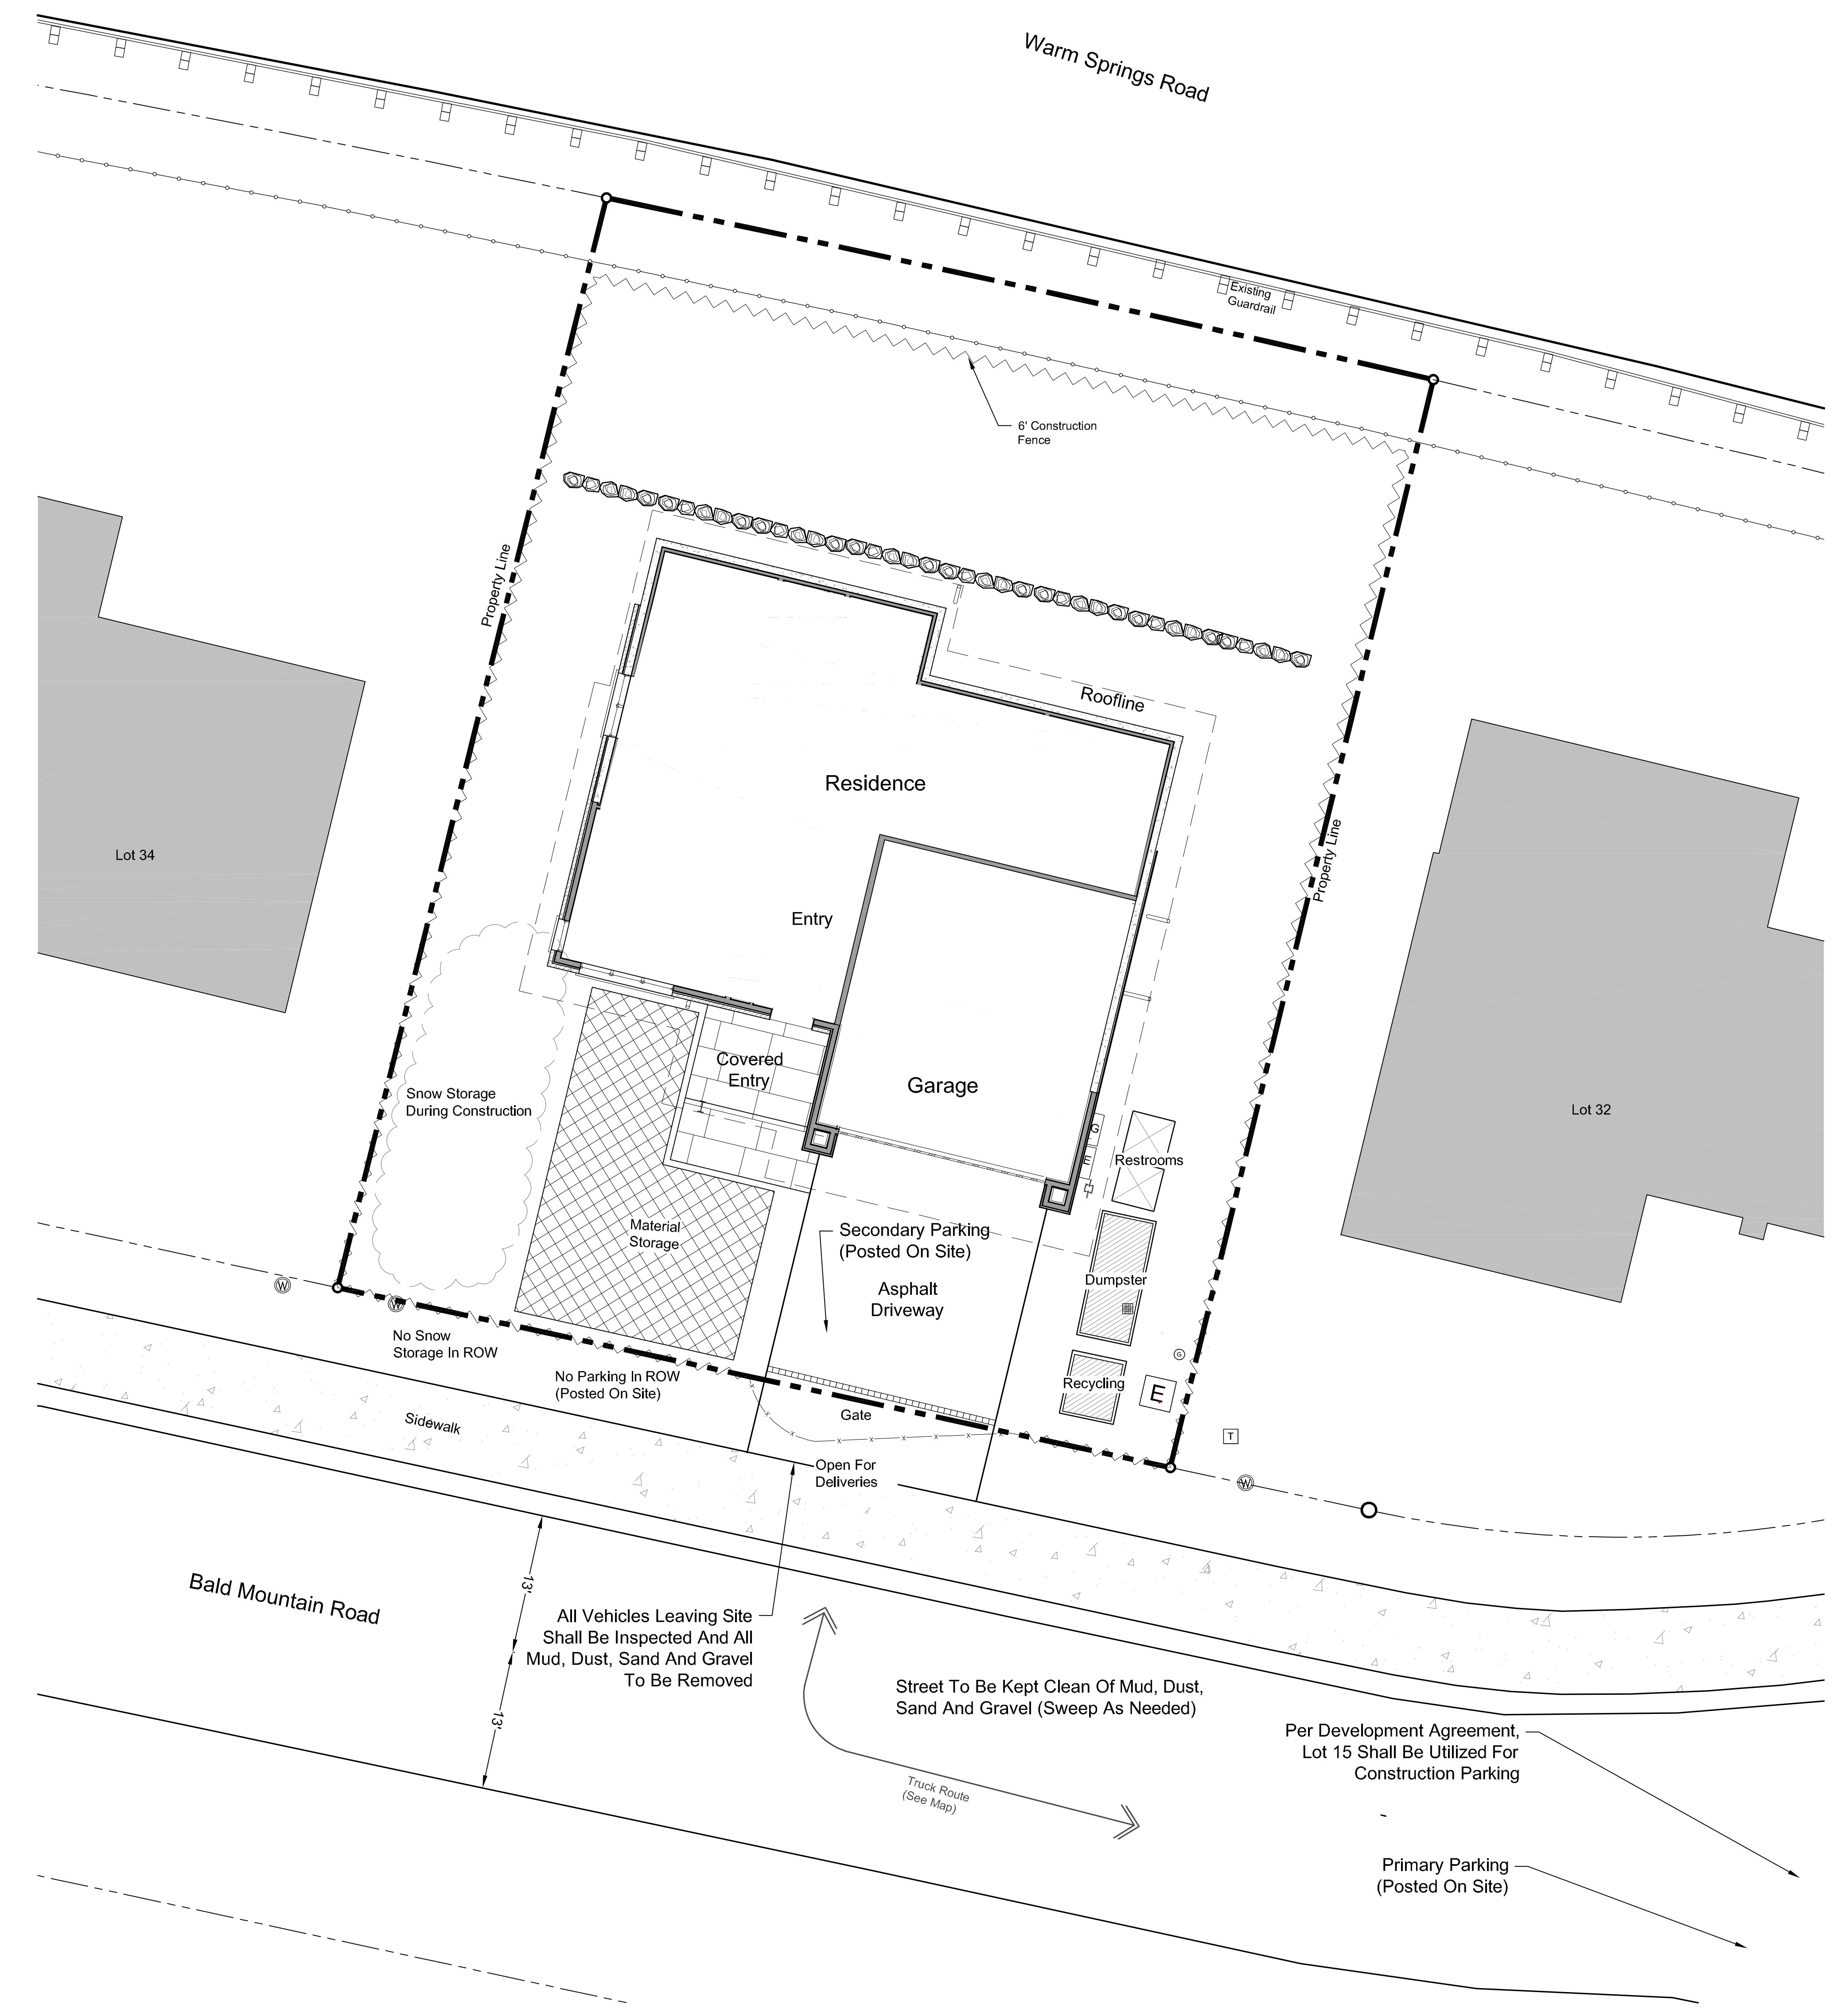 Warm Springs Road
Existing
Guardrail
6' Construction
Fence
Property Line
Roofline
Residence
Property Line
Lot 34
Entry
Covered
Entry
Garage
Snow Storage
During Construction
Lot 32
G
E
Restrooms
Material
Storage
Secondary Parking
(Posted On Site)
Dumpster
Asphalt
Driveway
W
W
No Snow
Storage In ROW
G
No Parking In ROW
(Posted On Site)
Recycling
E
Gate
Sidewalk
T
Open For
Deliveries
W
Bald Mountain Road
13'
13'
All Vehicles Leaving Site
Shall Be Inspected And All
Mud, Dust, Sand And Gravel
To Be Removed
Street To Be Kept Clean Of Mud, Dust,
Sand And Gravel (Sweep As Needed)
Truck Route
(See Map)
Per Development Agreement,
Lot 15 Shall Be Utilized For
Construction Parking
Primary Parking
(Posted On Site)